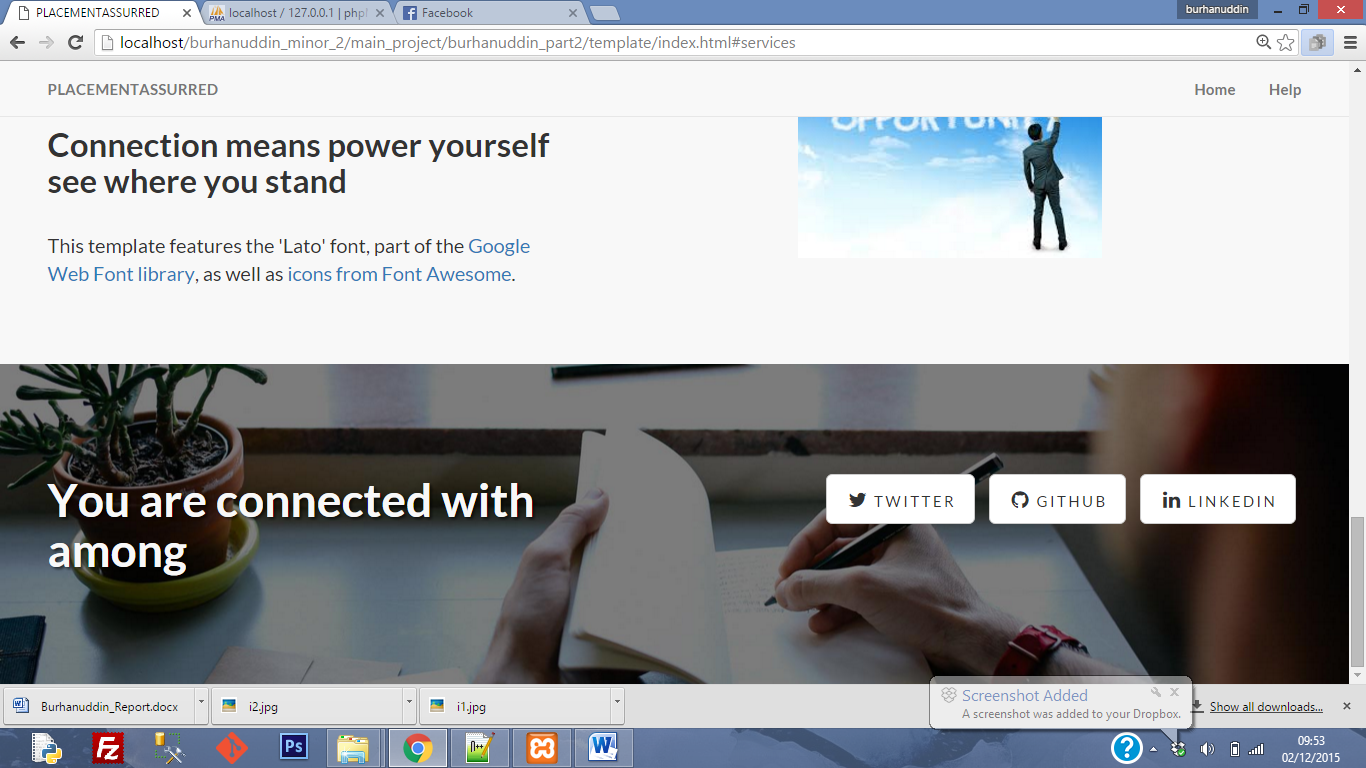 PLACEMENTASSURRED
localhost / 127.0.0.1 | php
Facebook
burhanuddin
localhost/burhanuddin_minor_2/main_project/burhanuddin_part2/template/index.html#services
PLACEMENTASSURRED
Home
Help
OPPORTUNITY
Connection means power yourself
see where you stand
This template features the 'Lato' font, part of the Google
Web Font library, as well as icons from Font Awesome.
You are connected with
among
TWITTER
GITHUB
LINKEDIN
Screenshot Added
A screenshot was added to your Dropbox.
Burhanuddin_Report.docx
i2.jpg
i1.jpg
Show all downloads...
09:53
02/12/2015